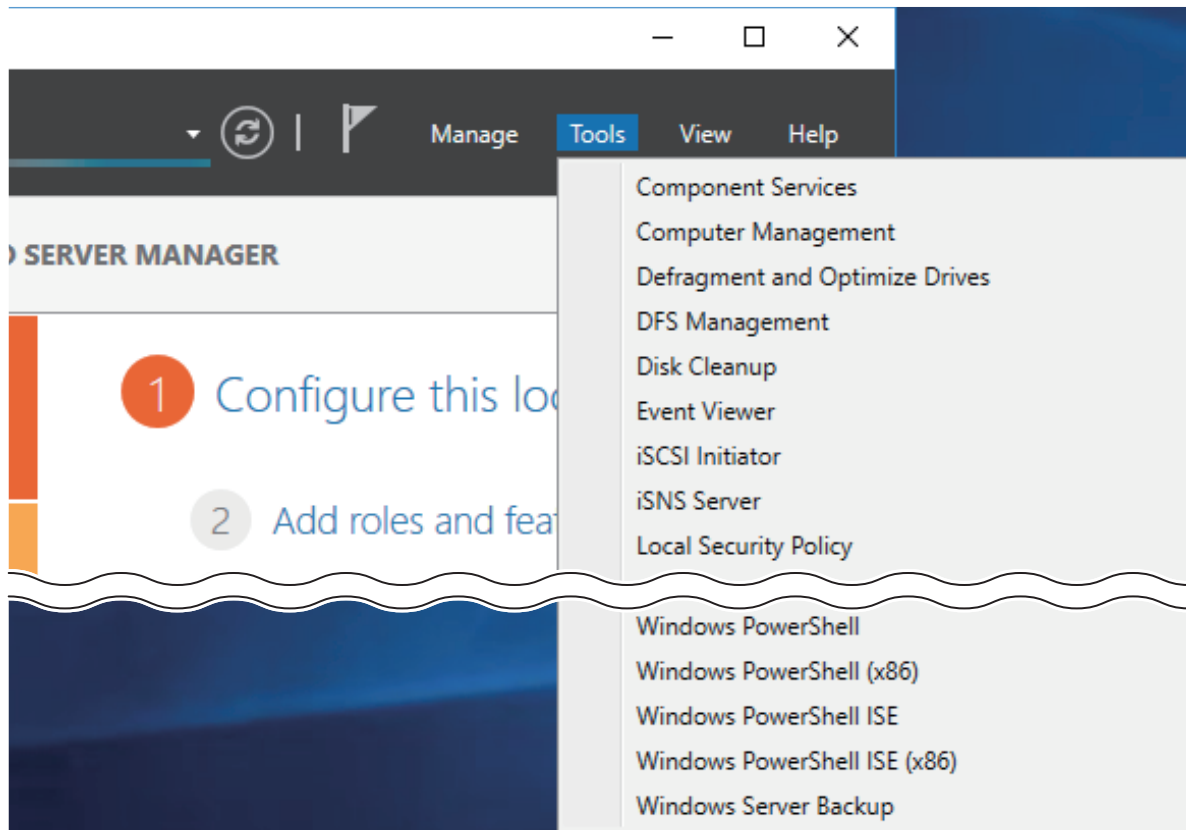 Manage Tools View Help
SERVER MANAGER
1 Configure this loc
2 Add roles and feat
Component Services
Computer Management
Defragment and Optimize Drives
DFS Management
Disk Cleanup
Event Viewer
iSCSI Initiator
iSNS Server
Local Security Policy
Windows PowerShell
Windows PowerShell (x86)
Windows PowerShell ISE
Windows PowerShell ISE (x86)
Windows Server Backup